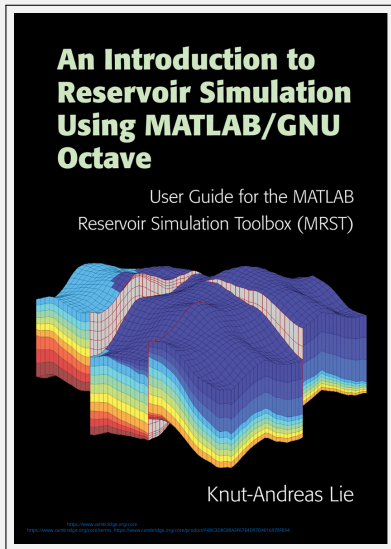 An Introduction to
Reservoir Simulation
Using MATLAB/GNU
Octave
User Guide for the MATLAB
Reservoir Simulation Toolbox (MRST)
Knut-Andreas Lie
https://www.cambridge.org/core